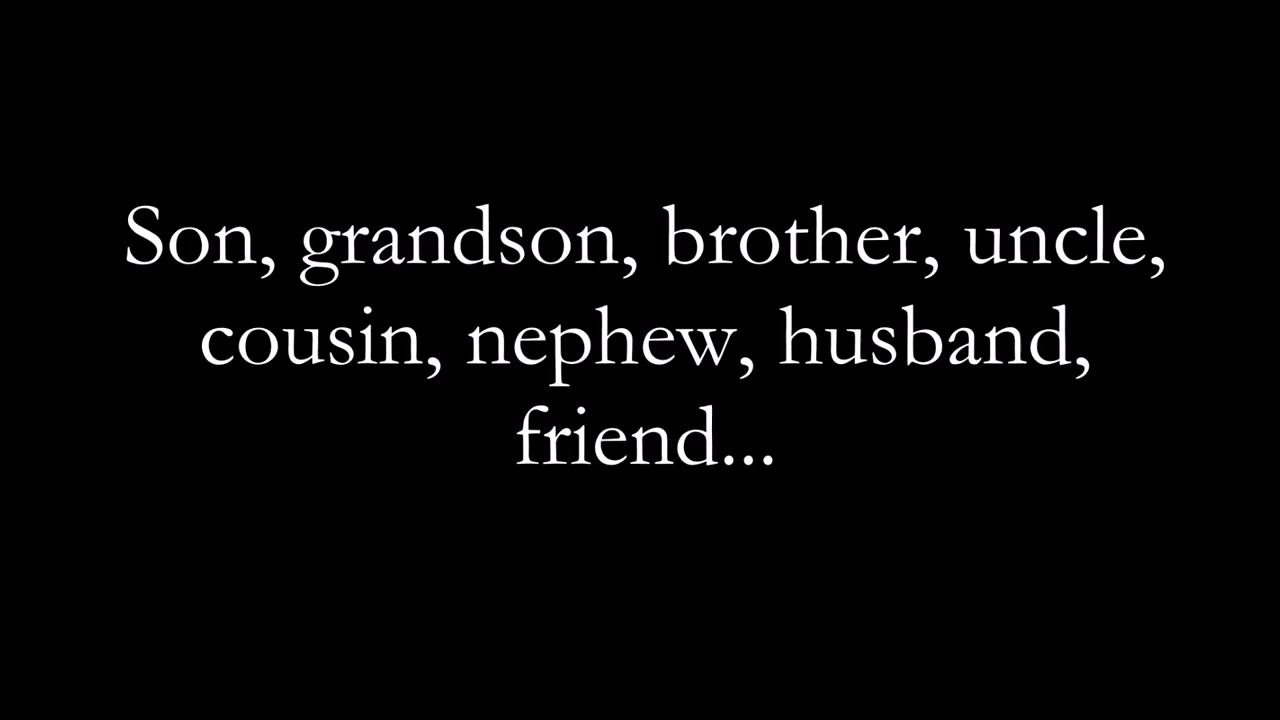 Son, grandson, brother, uncle,
cousin, nephew, husband,
friend...